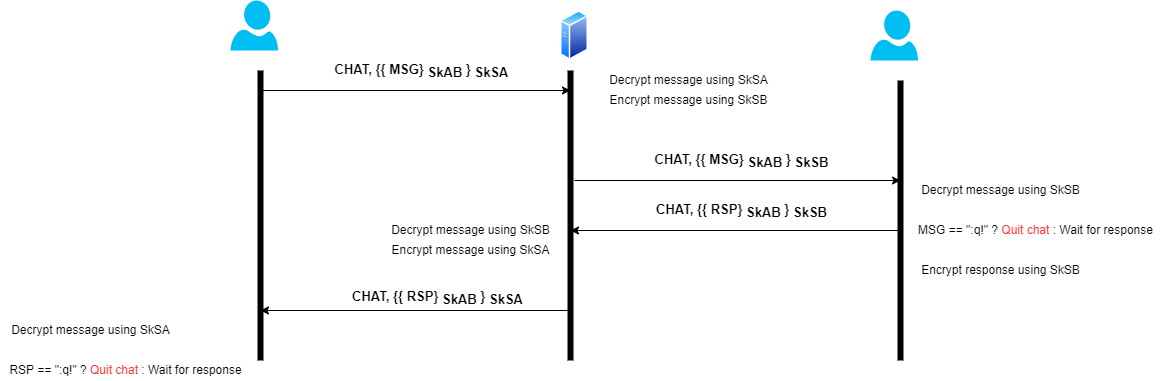 CHAT, {{ MSG} SkAB } SkSA
Decrypt message using SkSA
Encrypt message using SkSB
CHAT, {{ MSG} SkAB } SkSB
Decrypt message using SkSB
CHAT, {{ RSP} SkAB } SkSB
Decrypt message using SkSB
Encrypt message using SkSA
MSG == ":q!" ? Quit chat : Wait for response
Encrypt response using SkSB
CHAT, {{ RSP} SkAB } SkSA
Decrypt message using SkSA
RSP == ":q!" ? Quit chat : Wait for response